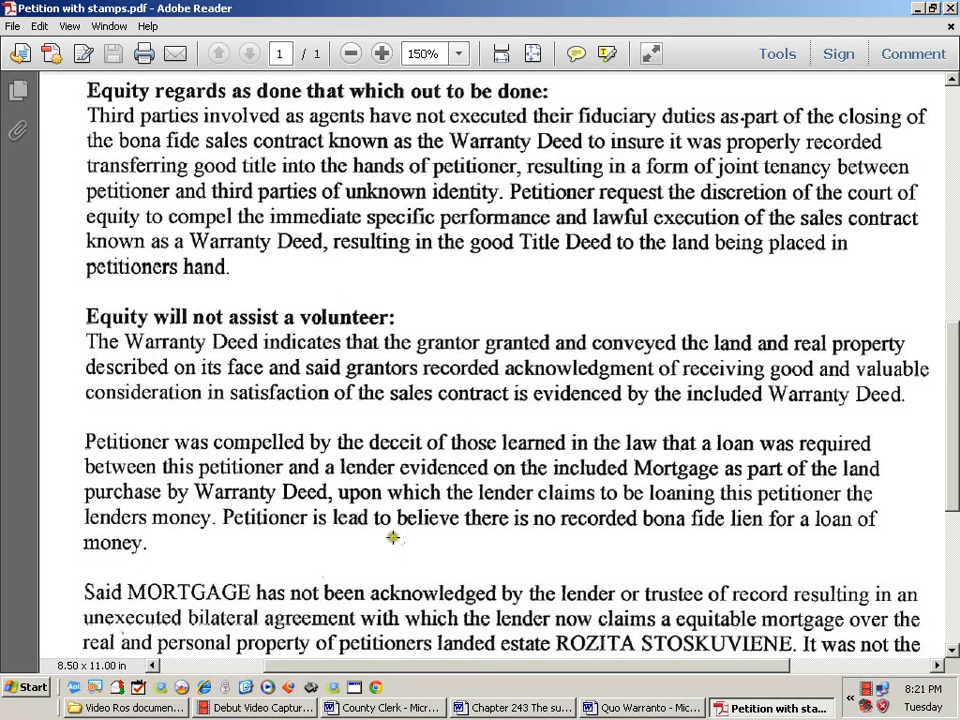 Petition with stamps.pdf - Adobe Reader
File Edit View Window Help
1 / 1 150% Tools Sign Comment
Equity regards as done that which out to be done:
Third parties involved as agents have not executed their fiduciary duties as part of the closing of
the bona fide sales contract known as the Warranty Deed to insure it was properly recorded
transferring good title into the hands of petitioner, resulting in a form of joint tenancy between
petitioner and third parties of unknown identity. Petitioner request the discretion of the court of
equity to compel the immediate specific performance and lawful execution of the sales contract
known as a Warranty Deed, resulting in the good Title Deed to the land being placed in
petitioners hand.
Equity will not assist a volunteer:
The Warranty Deed indicates that the grantor granted and conveyed the land and real property
described on its face and said grantors recorded acknowledgment of receiving good and valuable
consideration in satisfaction of the sales contract is evidenced by the included Warranty Deed.
Petitioner was compelled by the deceit of those learned in the law that a loan was required
between this petitioner and a lender evidenced on the included Mortgage as part of the land
purchase by Warranty Deed, upon which the lender claims to be loaning this petitioner the
lenders money. Petitioner is lead to believe there is no recorded bona fide lien for a loan of
money.
Said MORTGAGE has not been acknowledged by the lender or trustee of record resulting in an
unexecuted bilateral agreement with which the lender now claims a equitable mortgage over the
real and personal property of petitioners landed estate ROZITA STOSKUVIENE. It was not the
8.50 x 11.00 in
Start 8:21 PM
Tuesday
Video Ros documen... Debut Video Captur... County Clerk - Micr... Chapter 243 The su... Quo Warranto - Mic... Petition with sta...